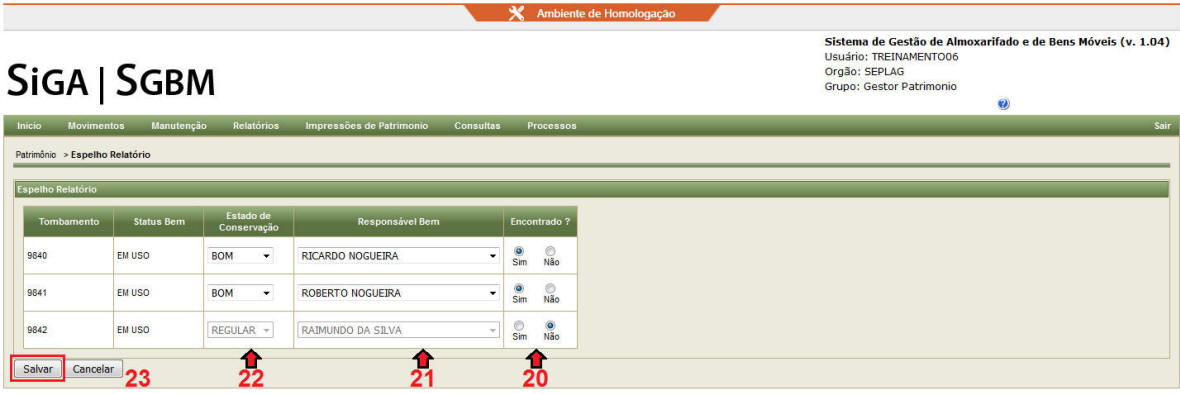 Ambiente de Homologação
Sistema de Gestão de Almoxarifado e de Bens Móveis (v. 1.04)
Usuário: TREINAMENTO06
Orgão: SEPLAG
Grupo: Gestor Patrimonio
?
SIGA | SGBM
Inicio Movimentos Manutenção Relatórios Impressões de Patrimonio Consultas Processos Sair
Patrimônio > Espelho Relatório
Espelho Relatório
Tombamento Status Bem Estado de Conservação Responsável Bem Encontrado ?
9840 EM USO BOM RICARDO NOGUEIRA Sim Não
9841 EM USO BOM ROBERTO NOGUEIRA Sim Não
9842 EM USO REGULAR RAIMUNDO DA SILVA Sim Não
Salvar Cancelar 23 22 21 20